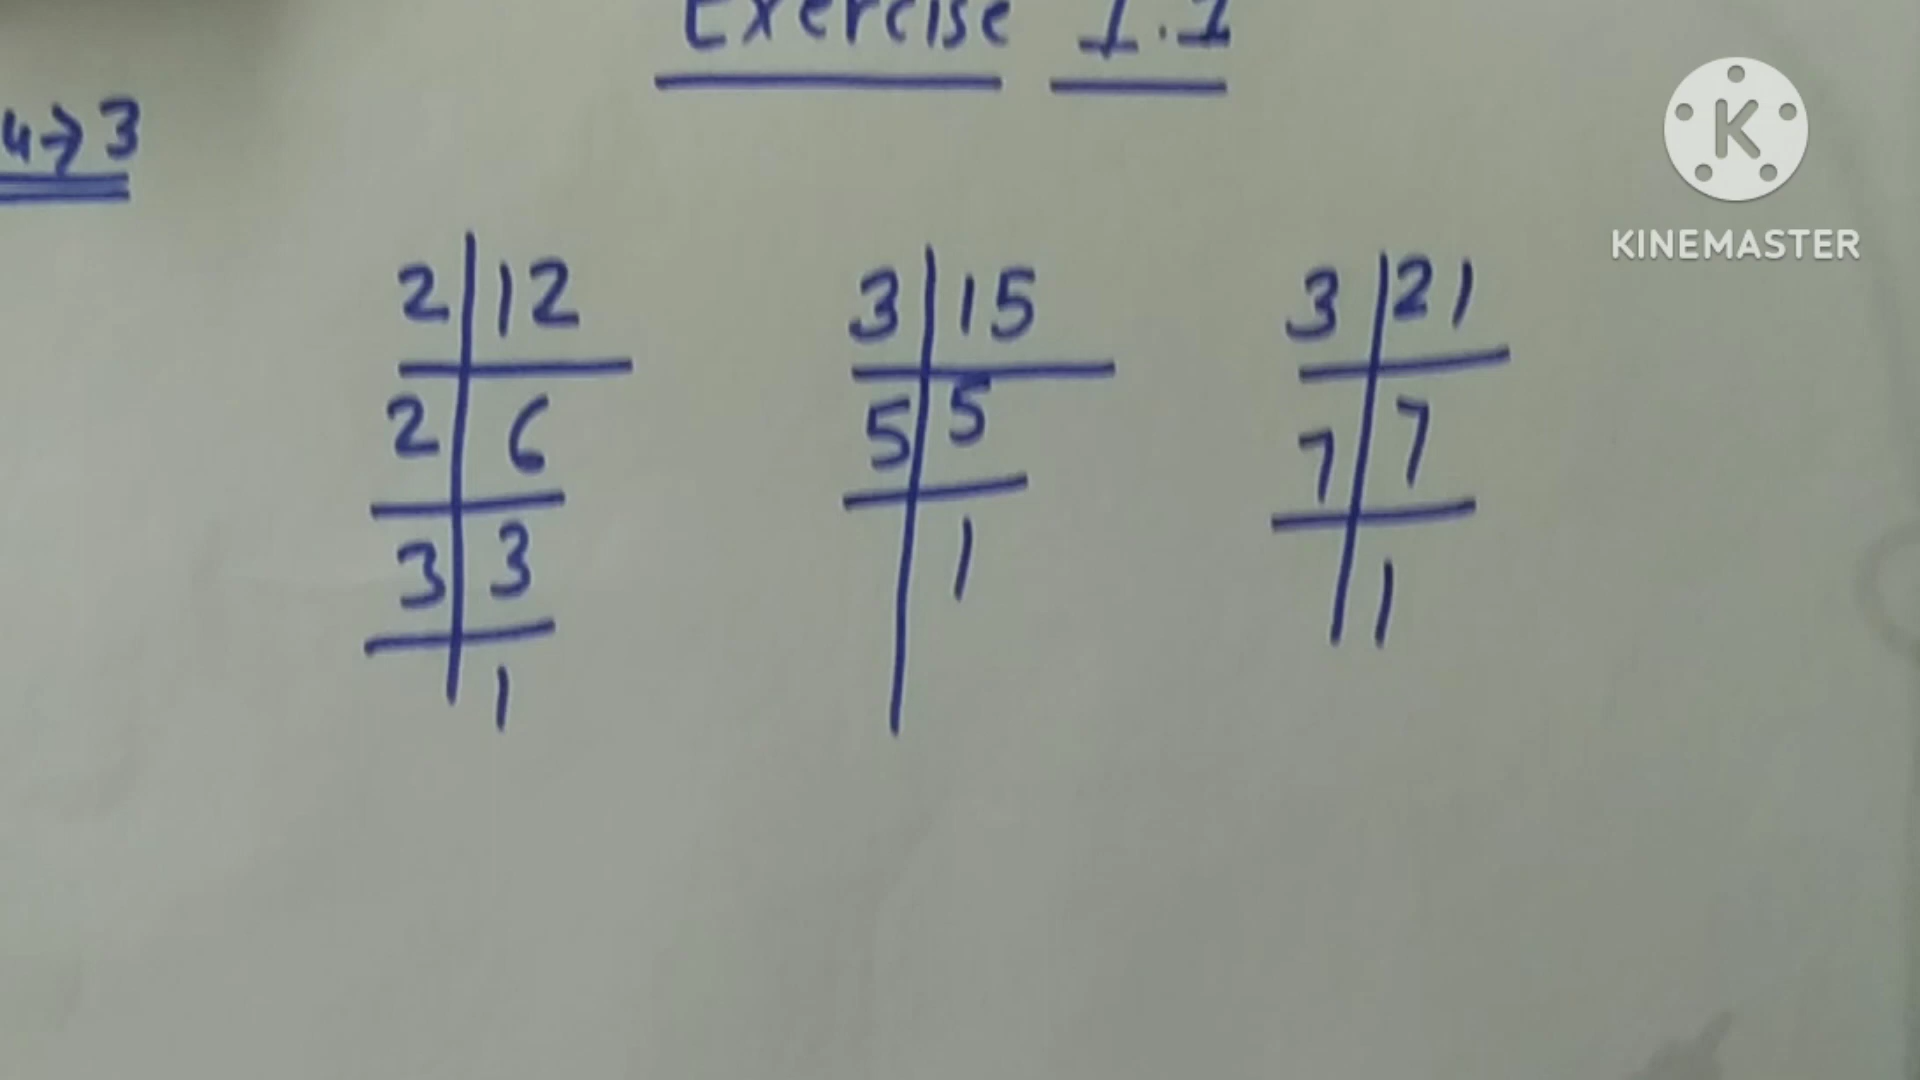 Exercise 1.1
4→3
K
KINEMASTER
2 | 12
2 | 6
3 | 3
1
3 | 15
5 | 5
1
3 | 21
7 | 7
1